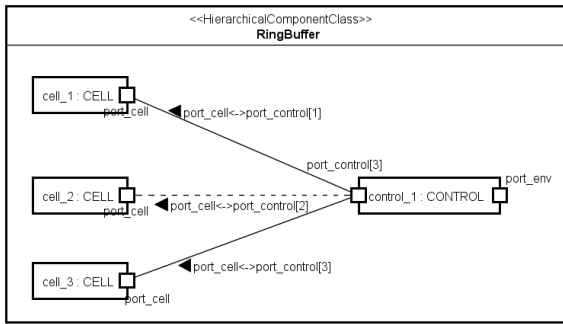 <<HierarchicalComponentClass>>
RingBuffer
cell_1 : CELL
port_cell
port_cell<->port_control[1]
port_control[3]
port_env
cell_2 : CELL
control_1 : CONTROL
port_cell
port_cell<->port_control[2]
cell_3 : CELL
port_cell<->port_control[3]
port_cell